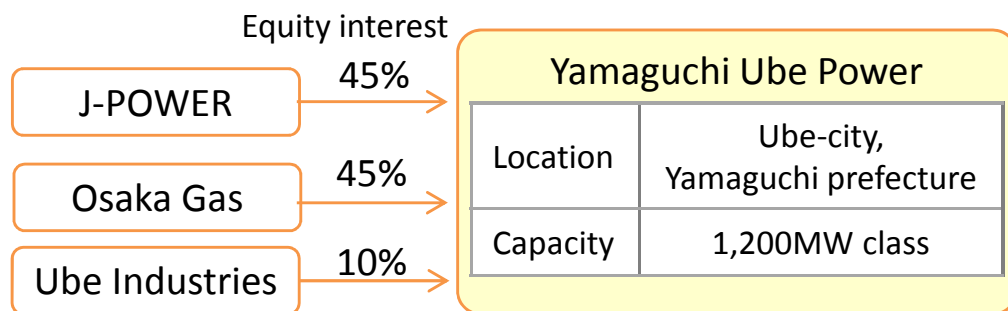 Equity interest
J-POWER
45%
Osaka Gas
45%
Ube Industries
10%
Yamaguchi Ube Power
Location
Ube-city,
Yamaguchi prefecture
Capacity
1,200MW class